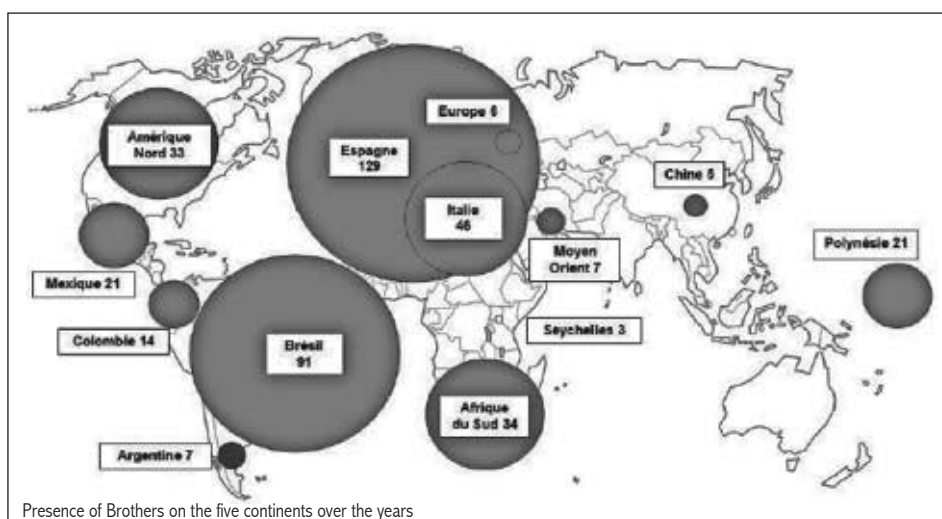 Amérique
Nord 33
Europe 6
Espagne
129
Chine 5
Italie
46
Moyen
Orient 7
Polynésie 21
Mexique 21
Seychelles 3
Colombie 14
Brésil
91
Afrique
du Sud 34
Argentine 7
Presence of Brothers on the five continents over the years